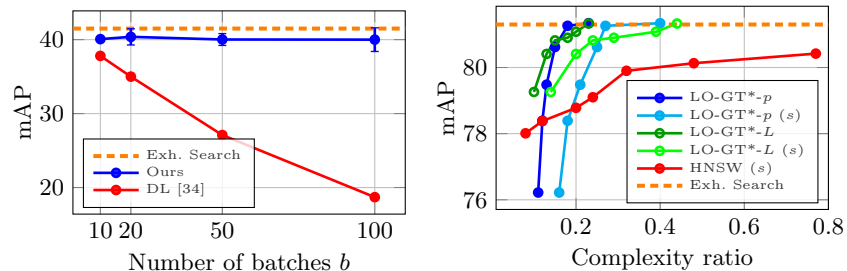 mAP
40
30
20
Exh. Search
Ours
DL [34]
10 20 50 100
Number of batches b
mAP
80
78
76
LO-GT*-p
LO-GT*-p (s)
LO-GT*-L
LO-GT*-L (s)
HNSW (s)
Exh. Search
0.2 0.4 0.6 0.8
Complexity ratio